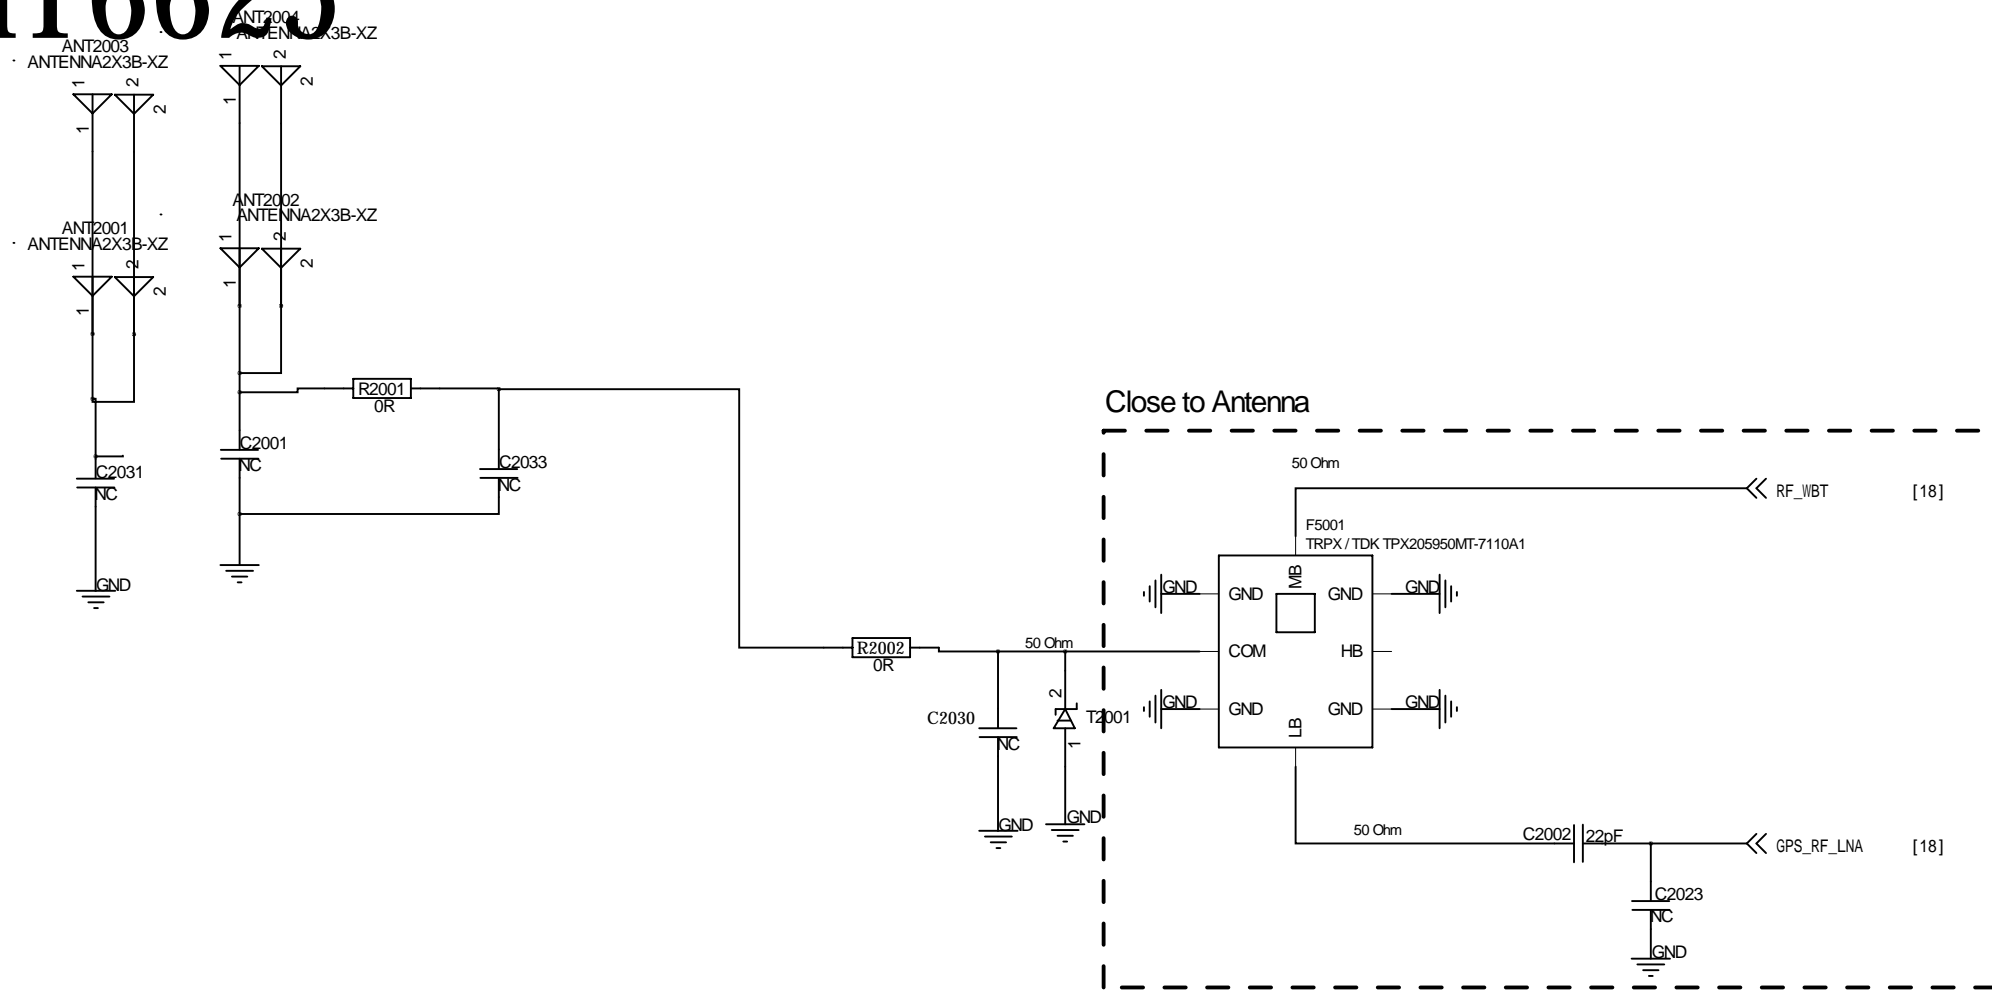 ANT2003
ANTENNA2X3B-XZ
1
2
1
2
ANT2004
ANTENNA2X3B-XZ
1
2
1
2
ANT2001
ANTENNA2X3B-XZ
1
2
1
2
ANT2002
ANTENNA2X3B-XZ
1
2
1
2
R2001
0R
C2001
NC
C2033
NC
C2031
NC
GND
Close to Antenna
50 Ohm
RF_WBT [18]
F5001
TRPX / TDK TPX205950MT-7110A1
GND GND MB GND GND
R2002
0R
50 Ohm
COM HB
GND GND LB GND GND
C2030
NC
GND
2
T2001
1
GND
50 Ohm
C2002 22pF
GPS_RF_LNA [18]
C2023
NC
GND